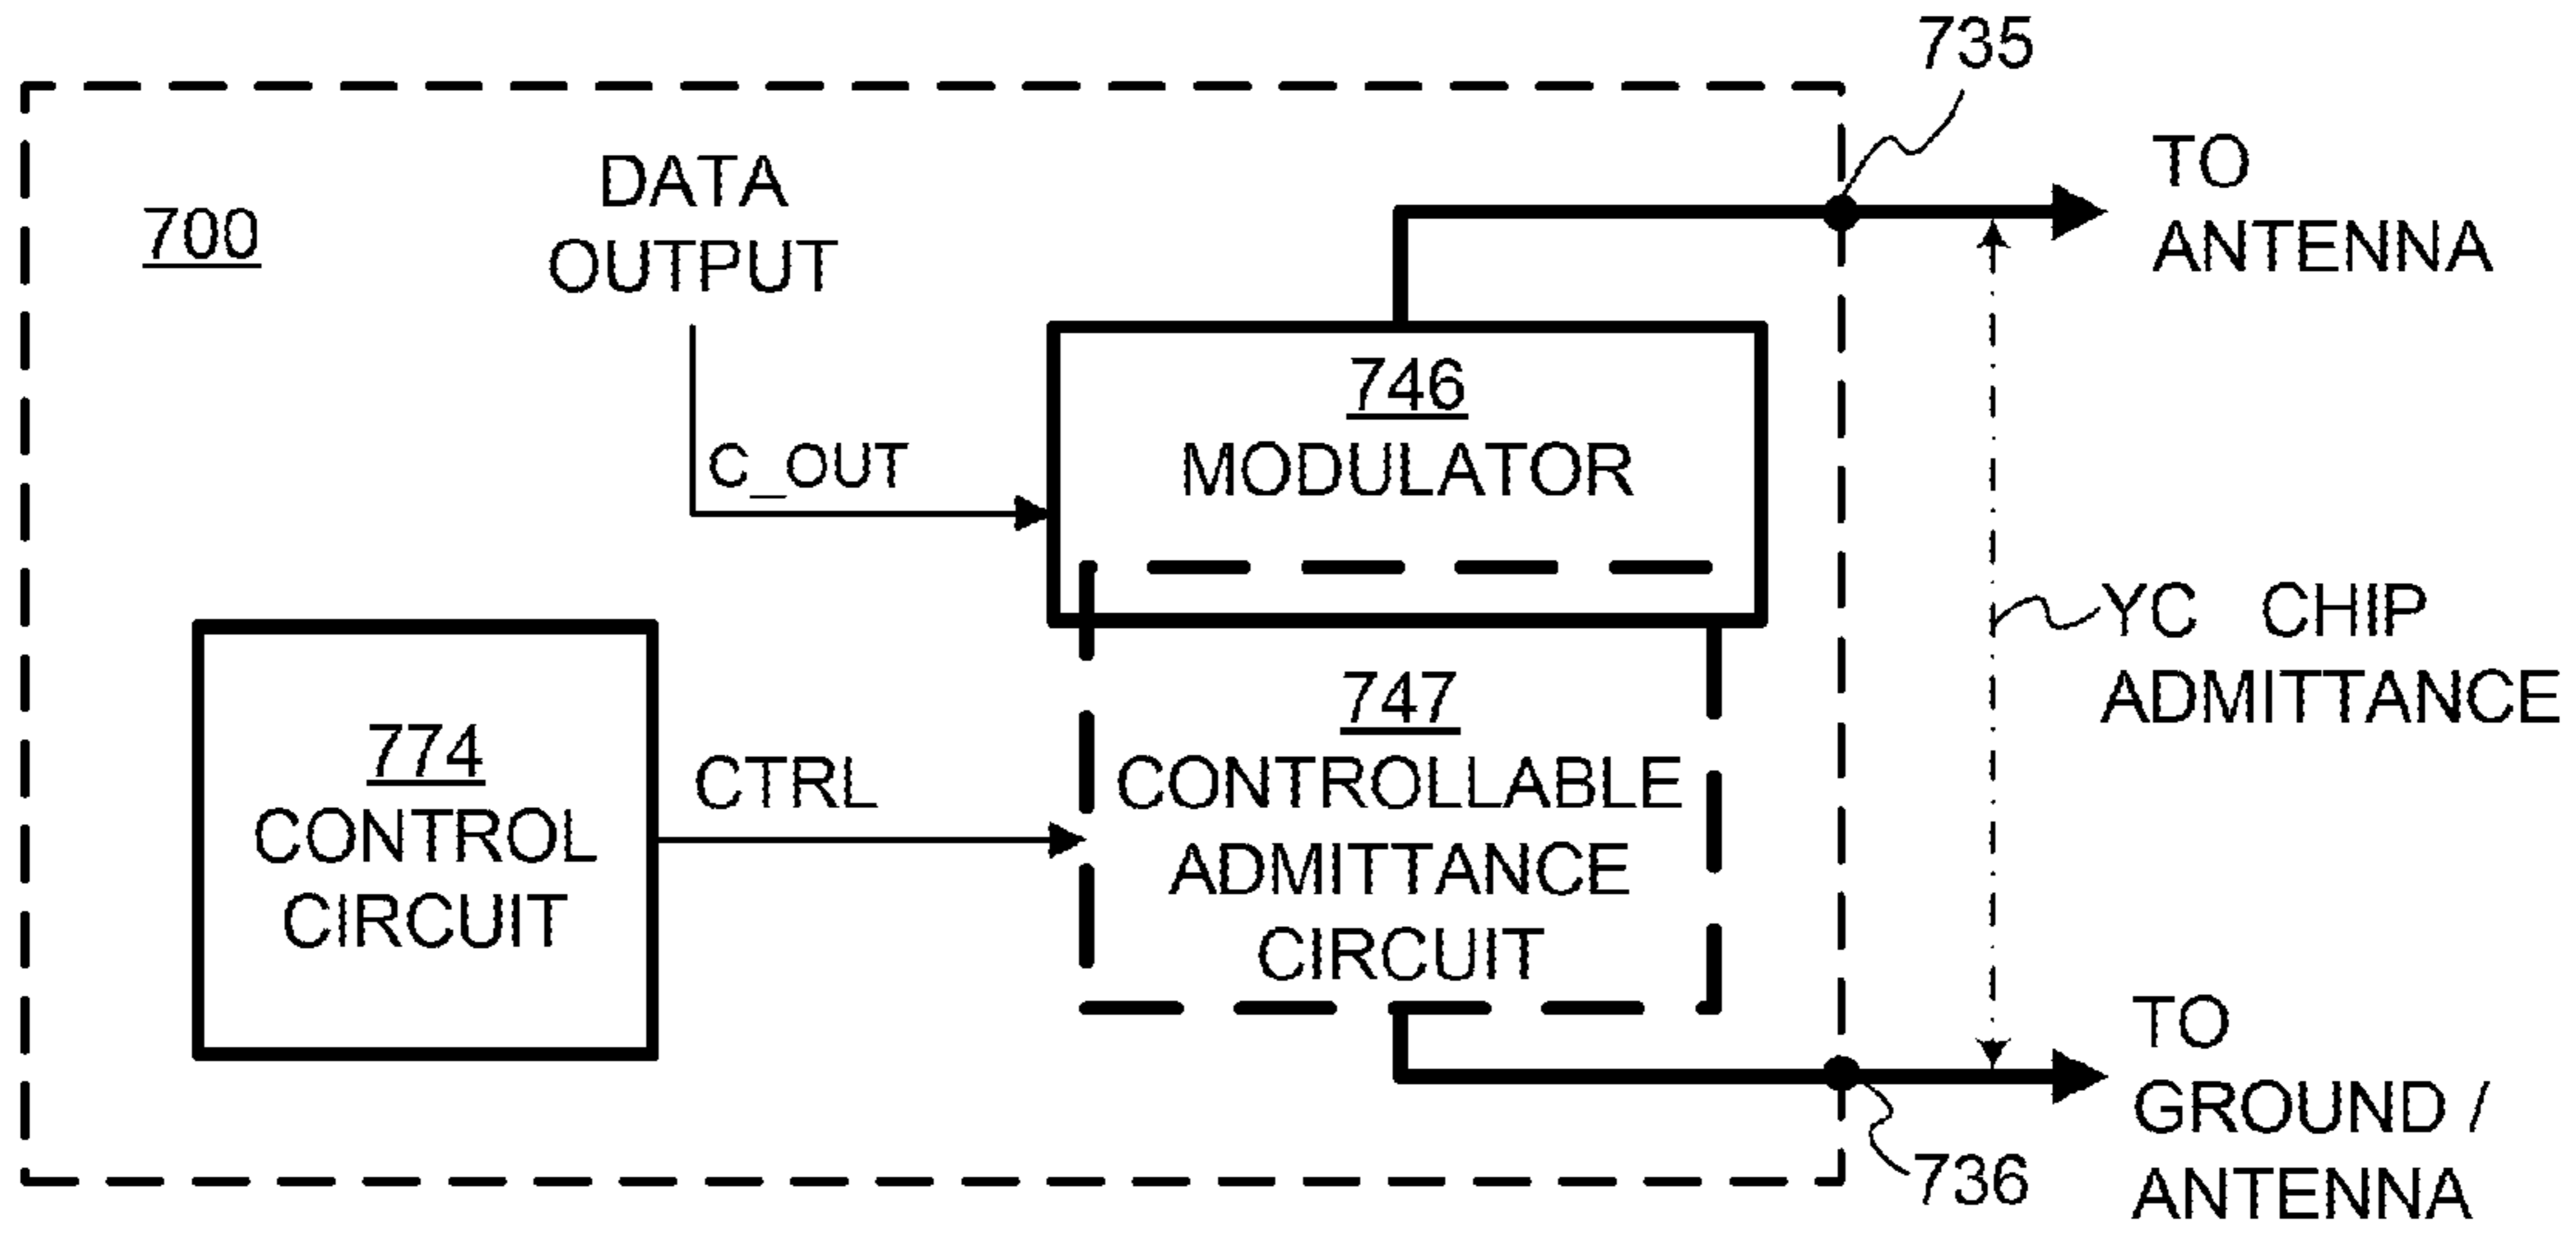 735
TO
ANTENNA
700
DATA
OUTPUT
C_OUT
746
MODULATOR
YC CHIP
ADMITTANCE
774
CONTROL
CIRCUIT
CTRL
747
CONTROLLABLE
ADMITTANCE
CIRCUIT
TO
GROUND /
ANTENNA
736